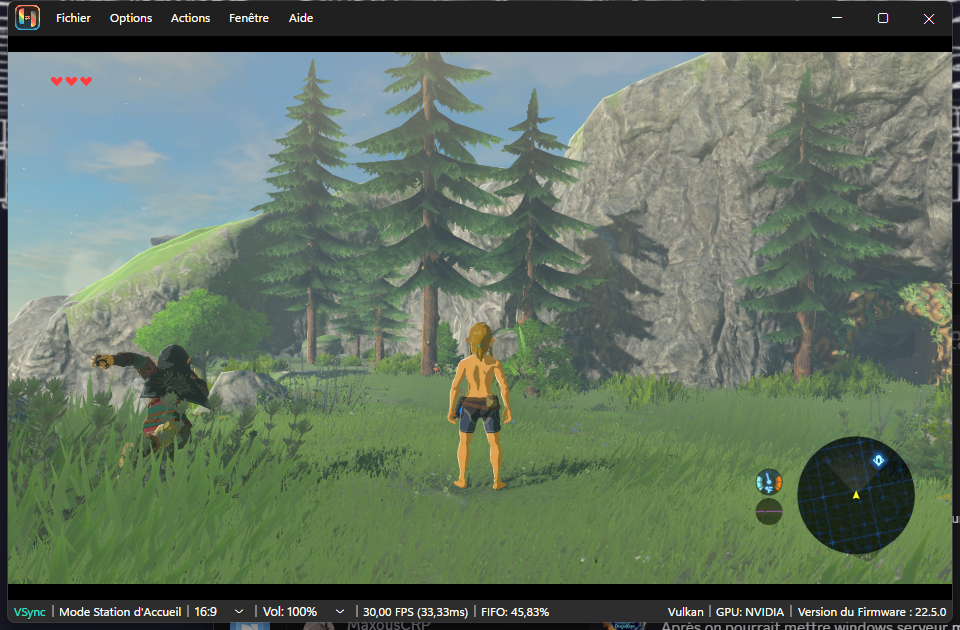 Fichier Options Actions Fenêtre Aide
VSync | Mode Station d'Accueil | 16:9 | Vol: 100% | 30,00 FPS (33,33ms) | FIFO: 45,83% Vulkan | GPU: NVIDIA | Version du Firmware : 22.5.0
MaxousCRP Après on pourrait mettre windows serveur